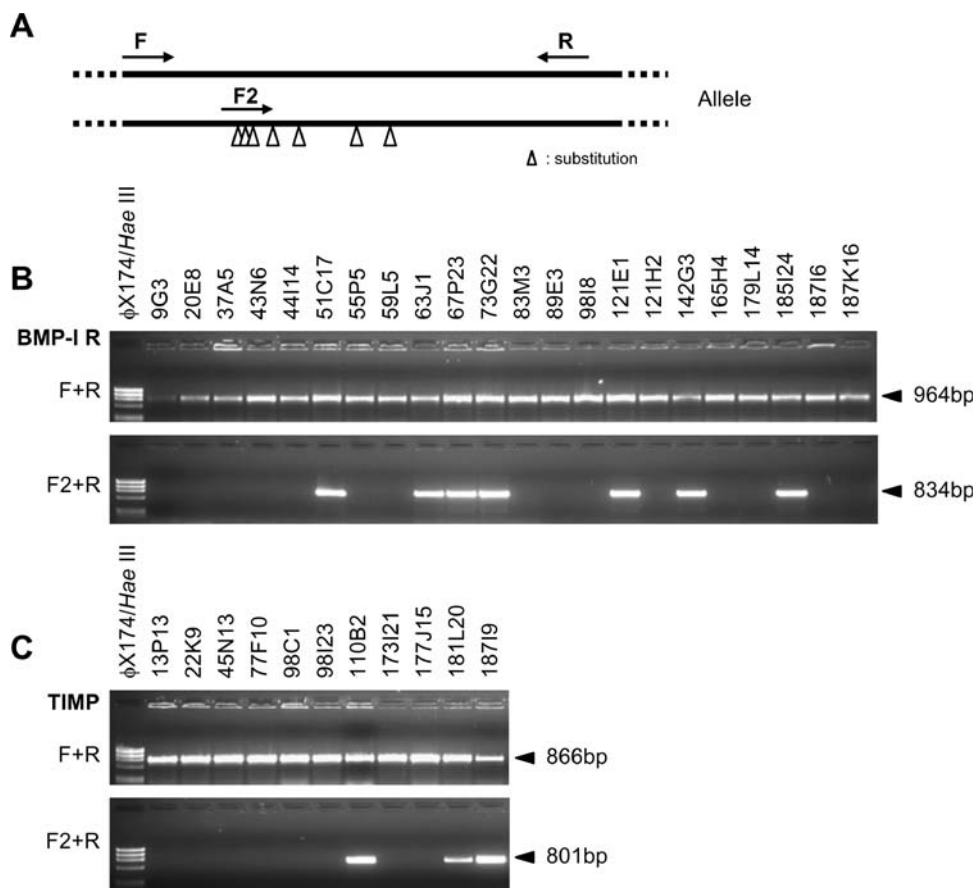 A
F
R
F2
Allele
: substitution
B
ϕX174/Hae III
9G3
20E8
37A5
43N6
44I14
51C17
55P5
59L5
63J1
67P23
73G22
83M3
89E3
98I8
121E1
121H2
142G3
165H4
179L14
185I24
187I6
187K16
BMP-I R
F+R
964bp
F2+R
834bp
C
ϕX174/Hae III
13P13
22K9
45N13
77F10
98C1
98I23
110B2
173I21
177J15
181L20
187I9
TIMP
F+R
866bp
F2+R
801bp